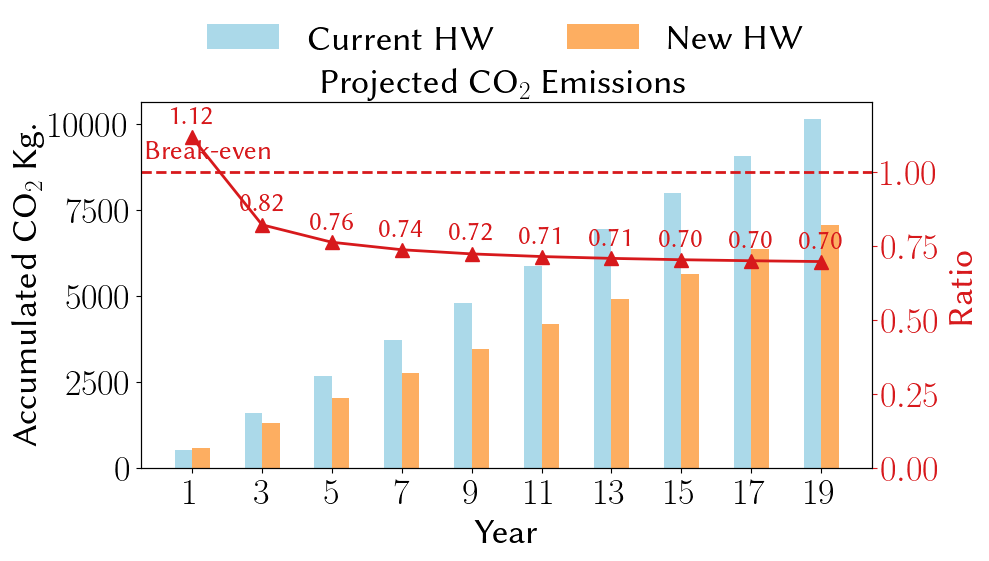 Current HW New HW
Projected CO₂ Emissions
Accumulated CO₂ Kg.
10000
7500
5000
2500
0
1.12
Break-even
0.82
0.76
0.74
0.72
0.71
0.71
0.70
0.70
0.70
1.00
0.75
0.50
0.25
0.00
Ratio
1 3 5 7 9 11 13 15 17 19
Year